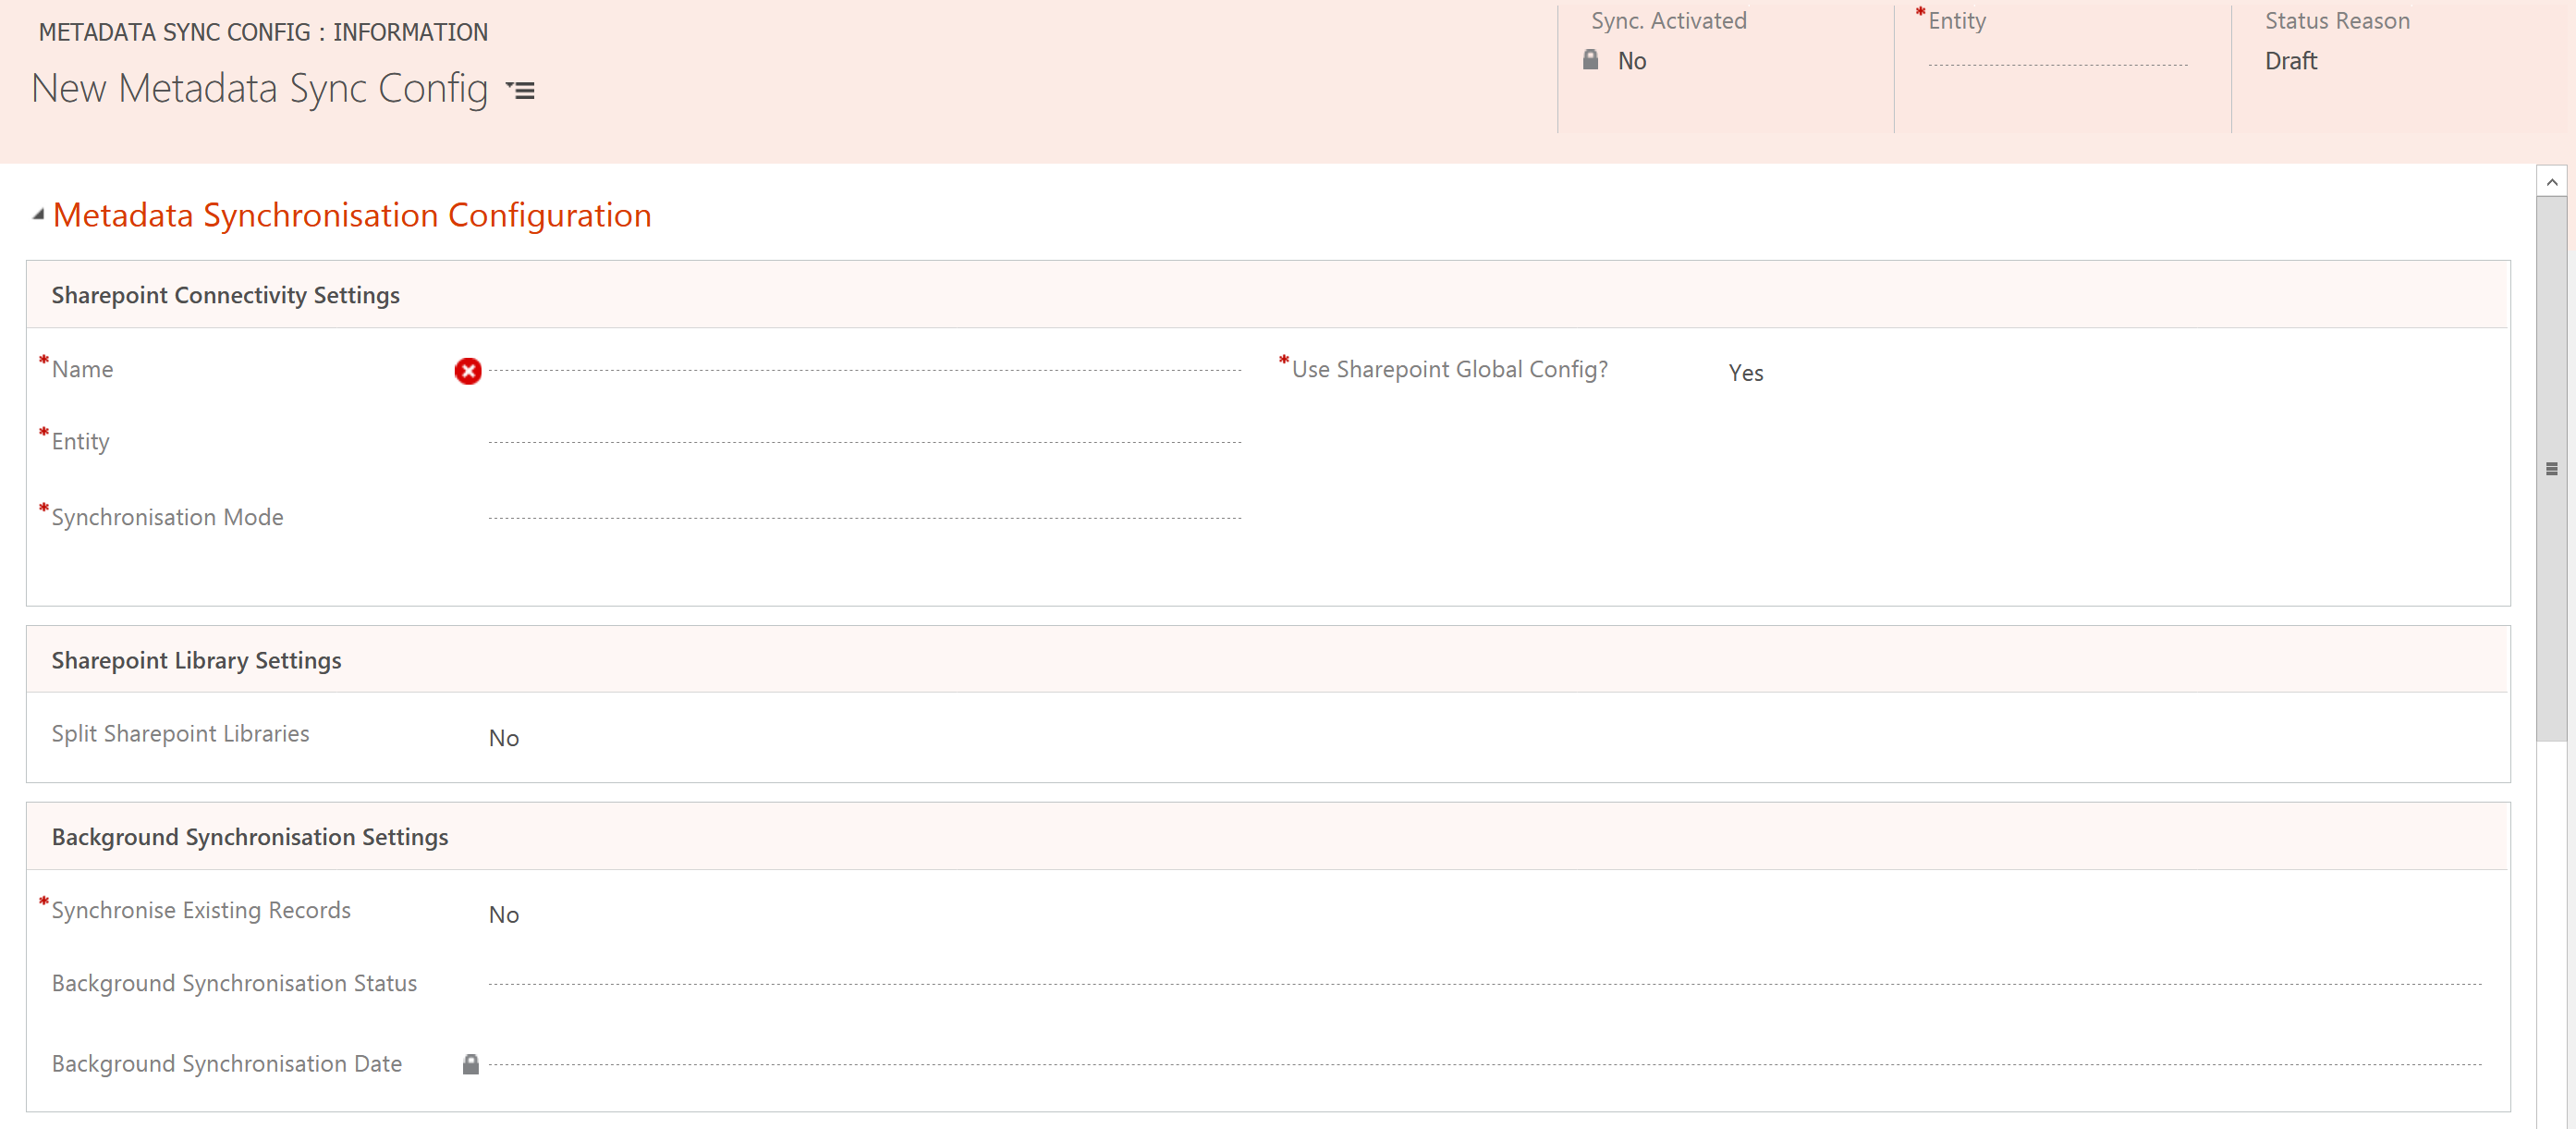 METADATA SYNC CONFIG : INFORMATION
New Metadata Sync Config
Sync. Activated
No
*Entity
Status Reason
Draft
Metadata Synchronisation Configuration
Sharepoint Connectivity Settings
*Name
*Use Sharepoint Global Config? Yes
*Entity
*Synchronisation Mode
Sharepoint Library Settings
Split Sharepoint Libraries No
Background Synchronisation Settings
*Synchronise Existing Records No
Background Synchronisation Status
Background Synchronisation Date